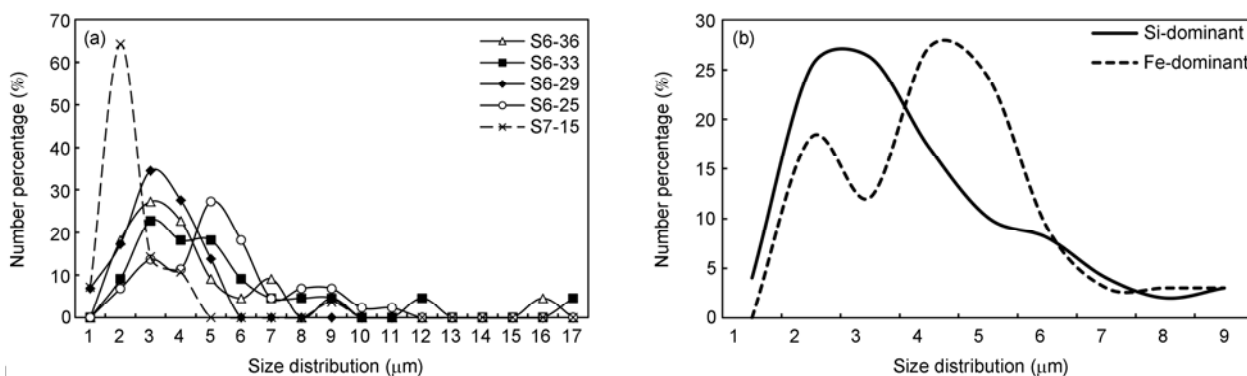 (a)
S6-36
S6-33
S6-29
S6-25
S7-15
70
60
50
40
30
20
10
0
Number percentage (%)
1 2 3 4 5 6 7 8 9 10 11 12 13 14 15 16 17
Size distribution (μm)
(b)
Si-dominant
Fe-dominant
30
25
20
15
10
5
0
Number percentage (%)
1 2 3 4 5 6 7 8 9
Size distribution (μm)